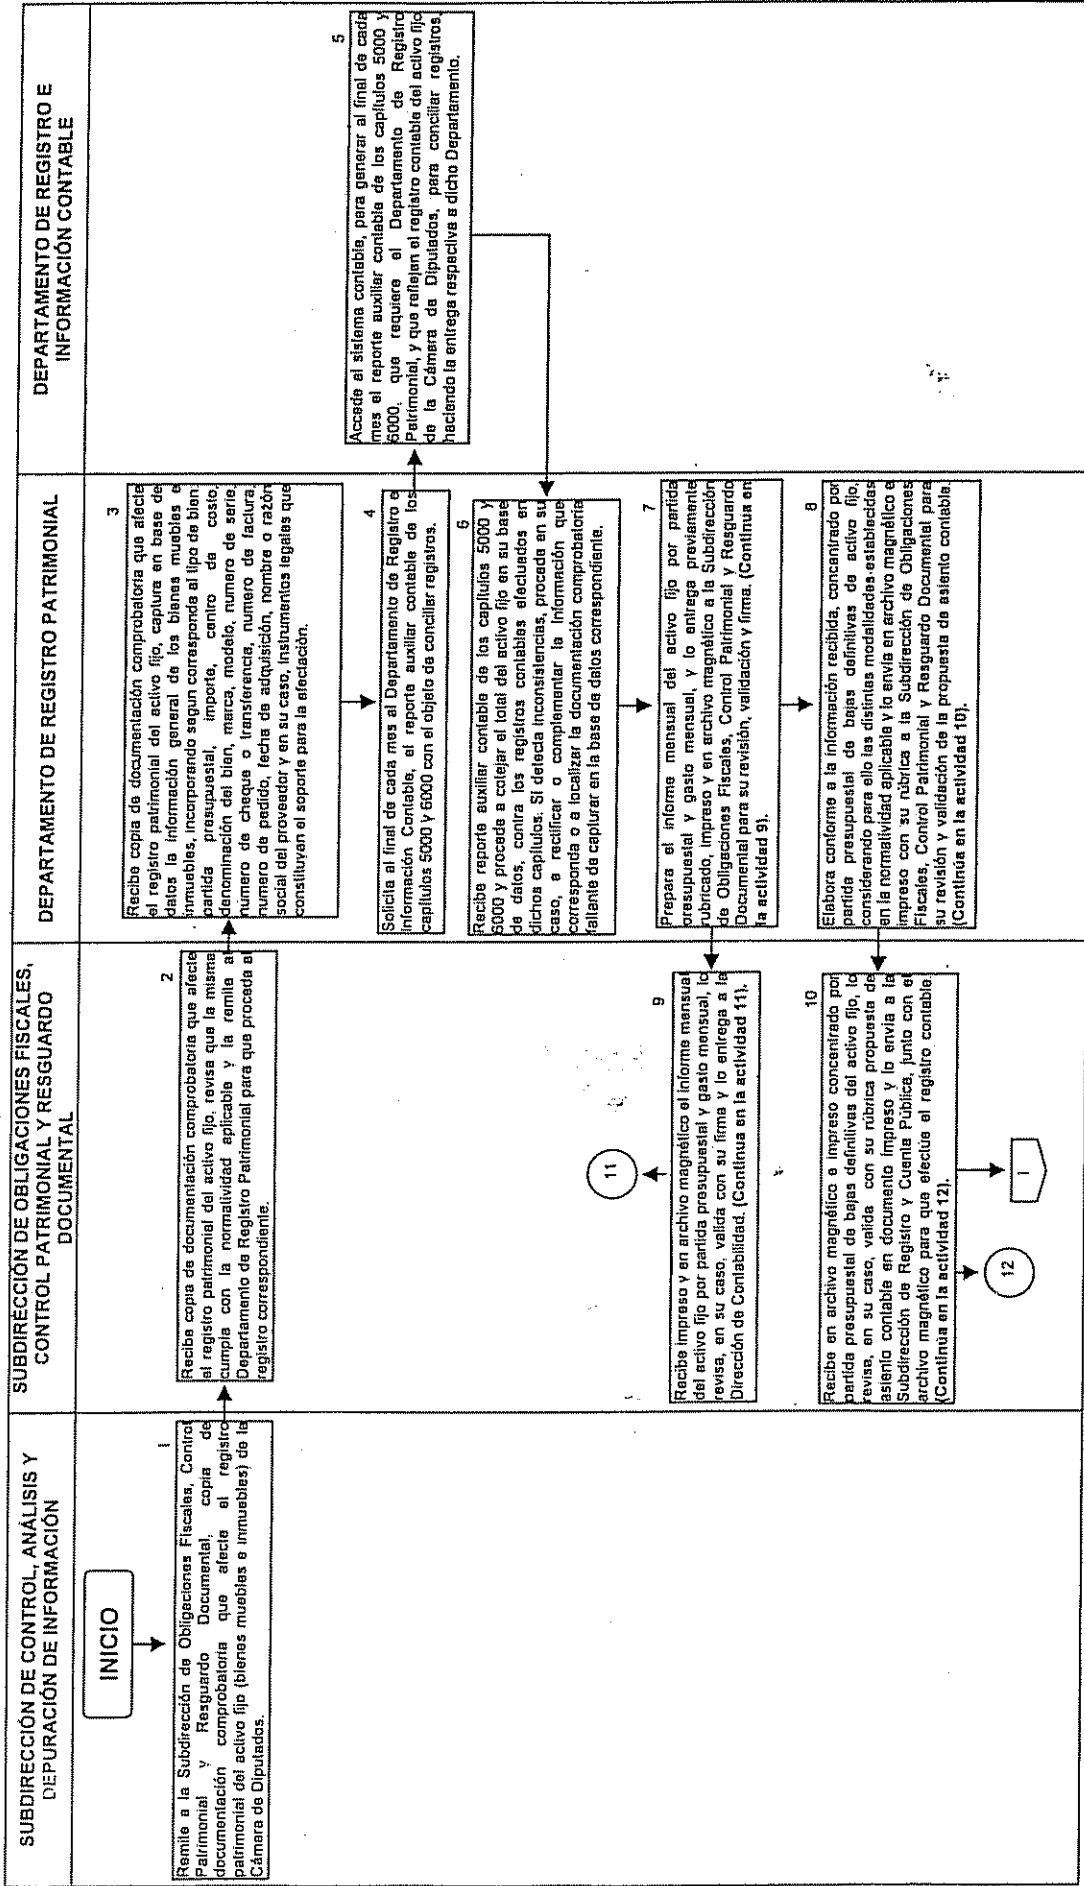 SUBDIRECCIÓN DE CONTROL, ANÁLISIS Y
DEPURACIÓN DE INFORMACIÓN
SUBDIRECCIÓN DE OBLIGACIONES FISCALES,
CONTROL PATRIMONIAL Y RESGUARDO
DOCUMENTAL
DEPARTAMENTO DE REGISTRO PATRIMONIAL
DEPARTAMENTO DE REGISTRO E
INFORMACIÓN CONTABLE
INICIO
1
Remite a la Subdirección de Obligaciones Fiscales, Control
Patrimonial y Resguardo Documental, copia de
documentación comprobatoria que afecte el registro
patrimonial del activo fijo (bienes muebles e inmuebles) de la
Cámara de Diputados.
2
Recibe copia de documentación comprobatoria que afecte
el registro patrimonial del activo fijo, revisa que la misma
cumpla con la normatividad aplicable y la remite al
Departamento de Registro Patrimonial para que proceda al
registro correspondiente.
3
Recibe copia de documentación comprobatoria que afecte
el registro patrimonial del activo fijo, captura en base de
datos la información general de los bienes muebles e
inmuebles, incorporando segun corresponda al tipo de bien:
partida presupuestal, importe, centro de costo,
denominación del bien, marca, modelo, numero de serie,
numero de cheque o transferencia, numero de factura,
numero de pedido, fecha de adquisición, nombre o razón
social del proveedor y en su caso, Instrumentos legales que
constituyan el soporte para la afectación.
4
Solicita al final de cada mes al Departamento de Registro e
Información Contable, el reporte auxiliar contable de los
capítulos 5000 y 6000 con el objeto de conciliar registros.
5
Accede al sistema contable, para generar al final de cada
mes el reporte auxiliar contable de los capítulos 5000 y
6000, que requiere el Departamento de Registro
Patrimonial, y que reflejan el registro contable del activo fijo
de la Cámara de Diputados, para conciliar registros,
haciendo la entrega respectiva a dicho Departamento.
6
Recibe reporte auxiliar contable de los capítulos 5000 y
6000 y procede a cotejar el total del activo fijo en su base
de datos, contra los registros contables efectuados en
dichos capítulos. Si detecta inconsistencias, procede en su
caso, a rectificar o complementar la Información que
corresponda o a localizar la documentación comprobatoria
faltante de capturar en la base de datos correspondiente.
7
Prepara el informe mensual del activo fijo por partida
presupuestal y gasto mensual, y lo entrega previamente
rubricado, impreso y en archivo magnético a la Subdirección
de Obligaciones Fiscales, Control Patrimonial y Resguardo
Documental para su revisión, validación y firma. (Continua en
la actividad 9).
8
Elabora conforme a la información recibida, concentrado por
partida presupuestal de bajas definitivas de activo fijo,
considerando para ello las distintas modalidades establecidas
en la normatividad aplicable y lo envía en archivo magnético e
impreso con su rúbrica a la Subdirección de Obligaciones
Fiscales, Control Patrimonial y Resguardo Documental para
su revisión y validación de la propuesta de asiento contable.
(Continúa en la actividad 10).
9
Recibe impreso y en archivo magnético el informe mensual
del activo fijo por partida presupuestal y gasto mensual, lo
revisa, en su caso, valida con su firma y lo entrega a la
Dirección de Contabilidad. (Continua en la actividad 11).
11
10
Recibe en archivo magnético e impreso concentrado por
partida presupuestal de bajas definitivas del activo fijo, lo
revisa, en su caso, valida con su rúbrica propuesta de
asiento contable en documento impreso y lo envia a la
Subdirección de Registro y Cuenta Pública, junto con el
archivo magnético para que efectúe el registro contable.
(Continúa en la actividad 12).
12
I